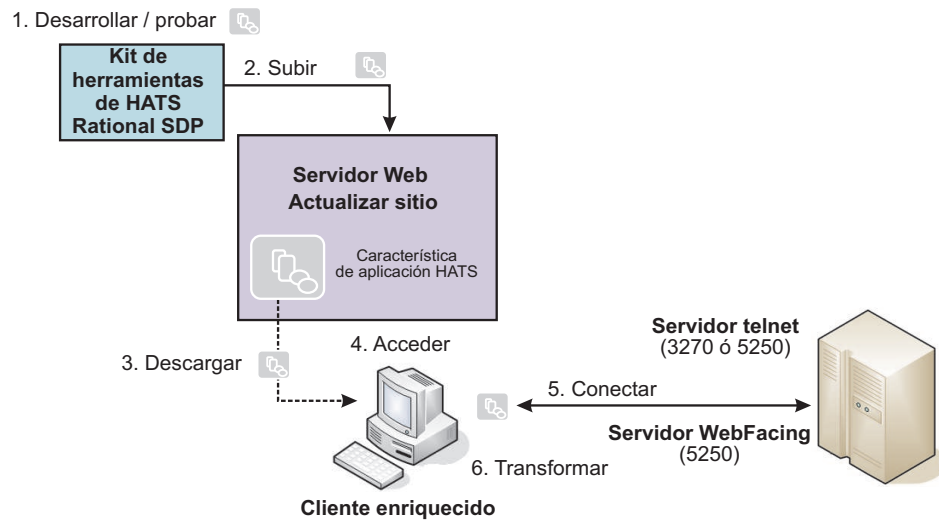 1. Desarrollar / probar
Kit de
herramientas
de HATS
Rational SDP
2. Subir
Servidor Web
Actualizar sitio
Característica
de aplicación HATS
3. Descargar
4. Acceder
Servidor telnet
(3270 ó 5250)
5. Conectar
Servidor WebFacing
(5250)
6. Transformar
Cliente enriquecido